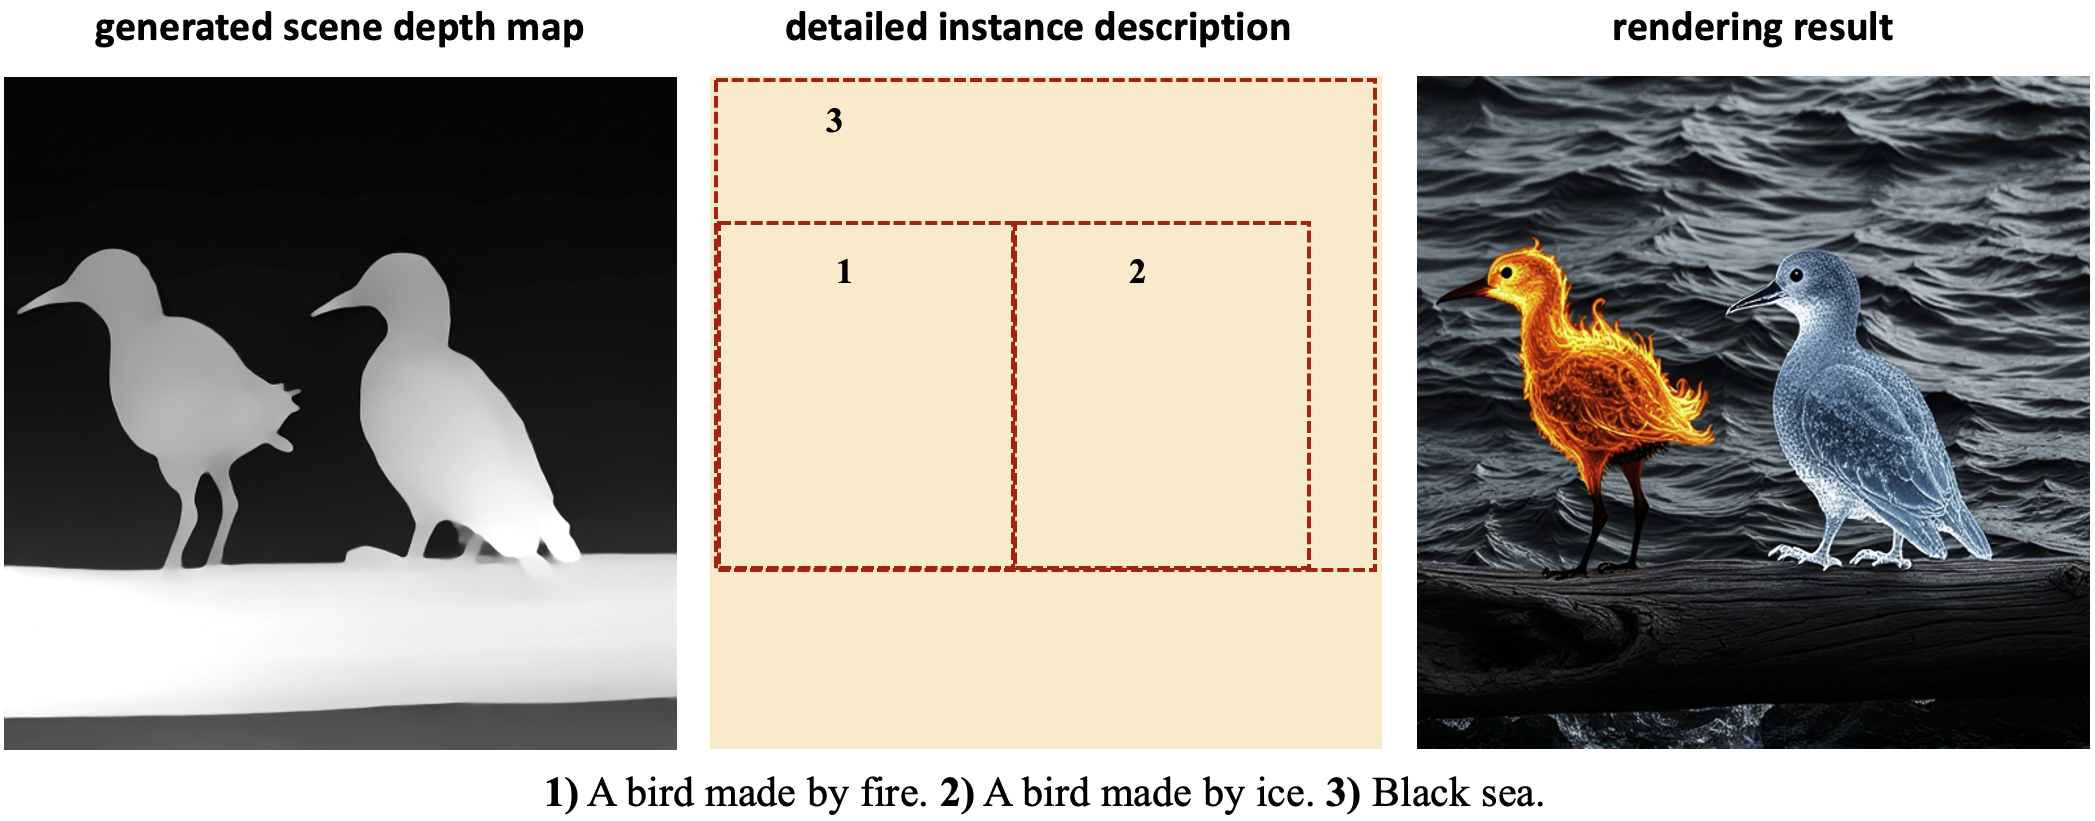 generated scene depth map
detailed instance description
rendering result
3
1
2
1) A bird made by fire. 2) A bird made by ice. 3) Black sea.